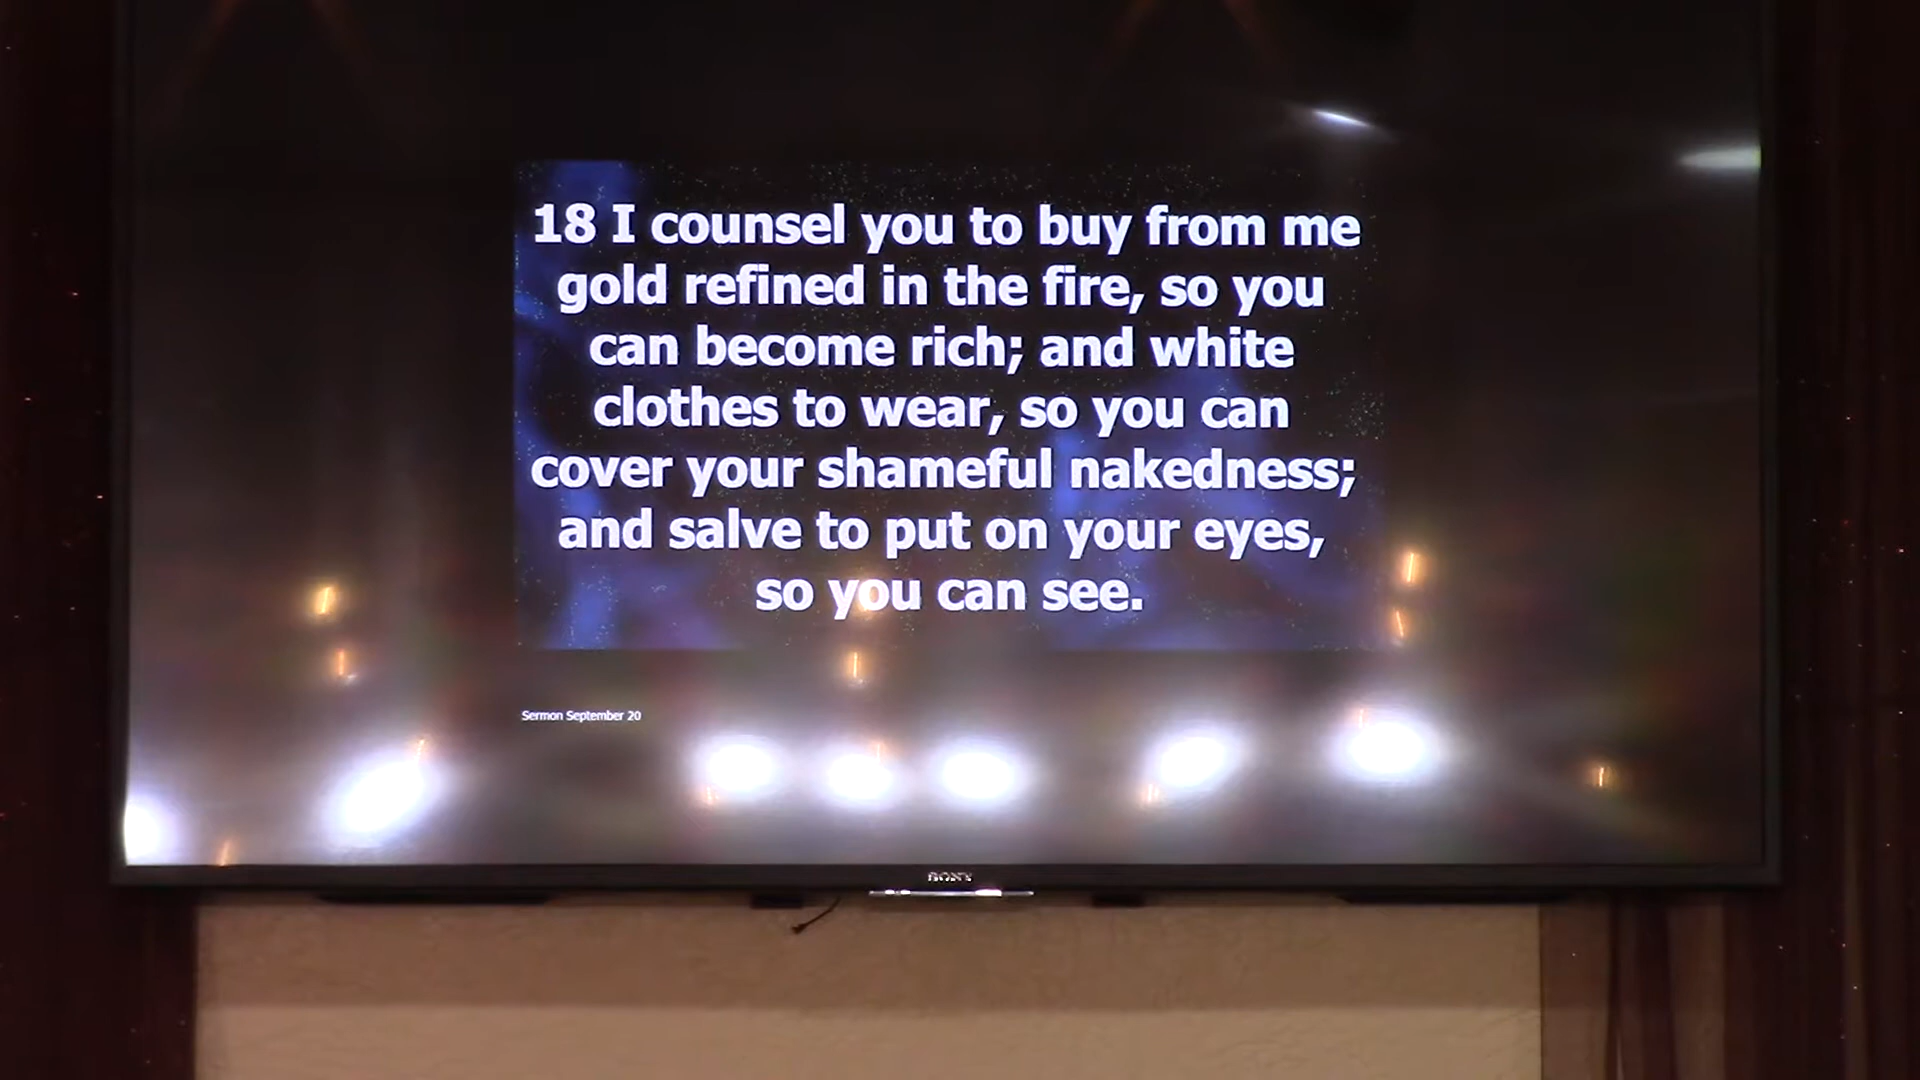 18 I counsel you to buy from me
gold refined in the fire, so you
can become rich; and white
clothes to wear, so you can
cover your shameful nakedness;
and salve to put on your eyes,
so you can see.
Sermon September 20
SONY